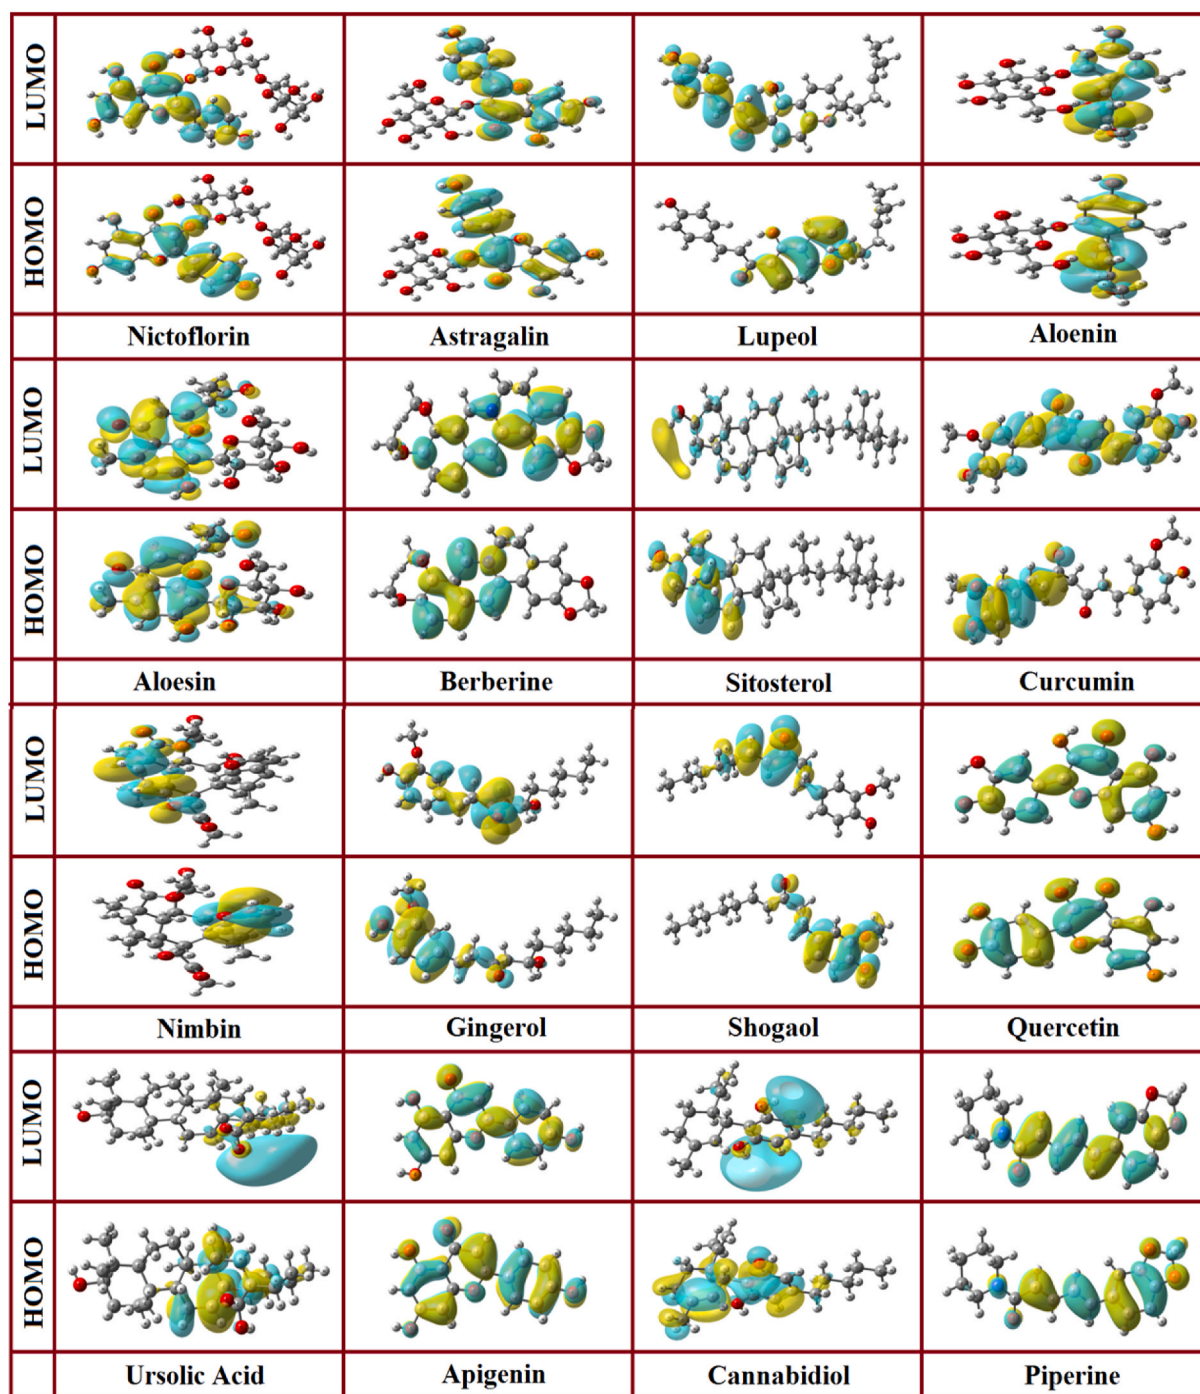 LUMO
HOMO
Nictoflorin Astragalin Lupeol Aloenin
LUMO
HOMO
Aloesin Berberine Sitosterol Curcumin
LUMO
HOMO
Nimbin Gingerol Shogaol Quercetin
LUMO
HOMO
Ursolic Acid Apigenin Cannabidiol Piperine